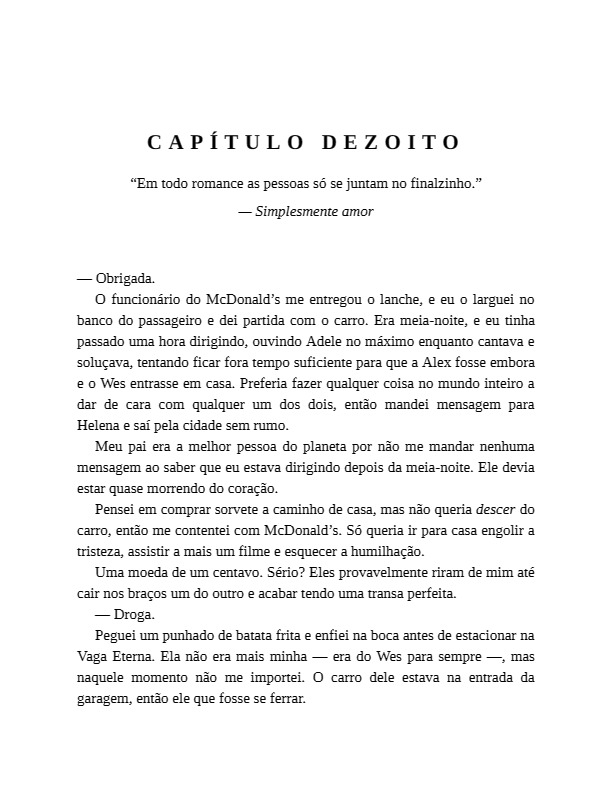 CAPÍTULO DEZOITO
“Em todo romance as pessoas só se juntam no finalzinho.”
— Simplesmente amor
— Obrigada.
O funcionário do McDonald’s me entregou o lanche, e eu o larguei no
banco do passageiro e dei partida com o carro. Era meia-noite, e eu tinha
passado uma hora dirigindo, ouvindo Adele no máximo enquanto cantava e
soluçava, tentando ficar fora tempo suficiente para que a Alex fosse embora
e o Wes entrasse em casa. Preferia fazer qualquer coisa no mundo inteiro a
dar de cara com qualquer um dos dois, então mandei mensagem para
Helena e saí pela cidade sem rumo.
Meu pai era a melhor pessoa do planeta por não me mandar nenhuma
mensagem ao saber que eu estava dirigindo depois da meia-noite. Ele devia
estar quase morrendo do coração.
Pensei em comprar sorvete a caminho de casa, mas não queria descer do
carro, então me contentei com McDonald’s. Só queria ir para casa engolir a
tristeza, assistir a mais um filme e esquecer a humilhação.
Uma moeda de um centavo. Sério? Eles provavelmente riram de mim até
cair nos braços um do outro e acabar tendo uma transa perfeita.
— Droga.
Peguei um punhado de batata frita e enfiei na boca antes de estacionar na
Vaga Eterna. Ela não era mais minha — era do Wes para sempre —, mas
naquele momento não me importei. O carro dele estava na entrada da
garagem, então ele que fosse se ferrar.